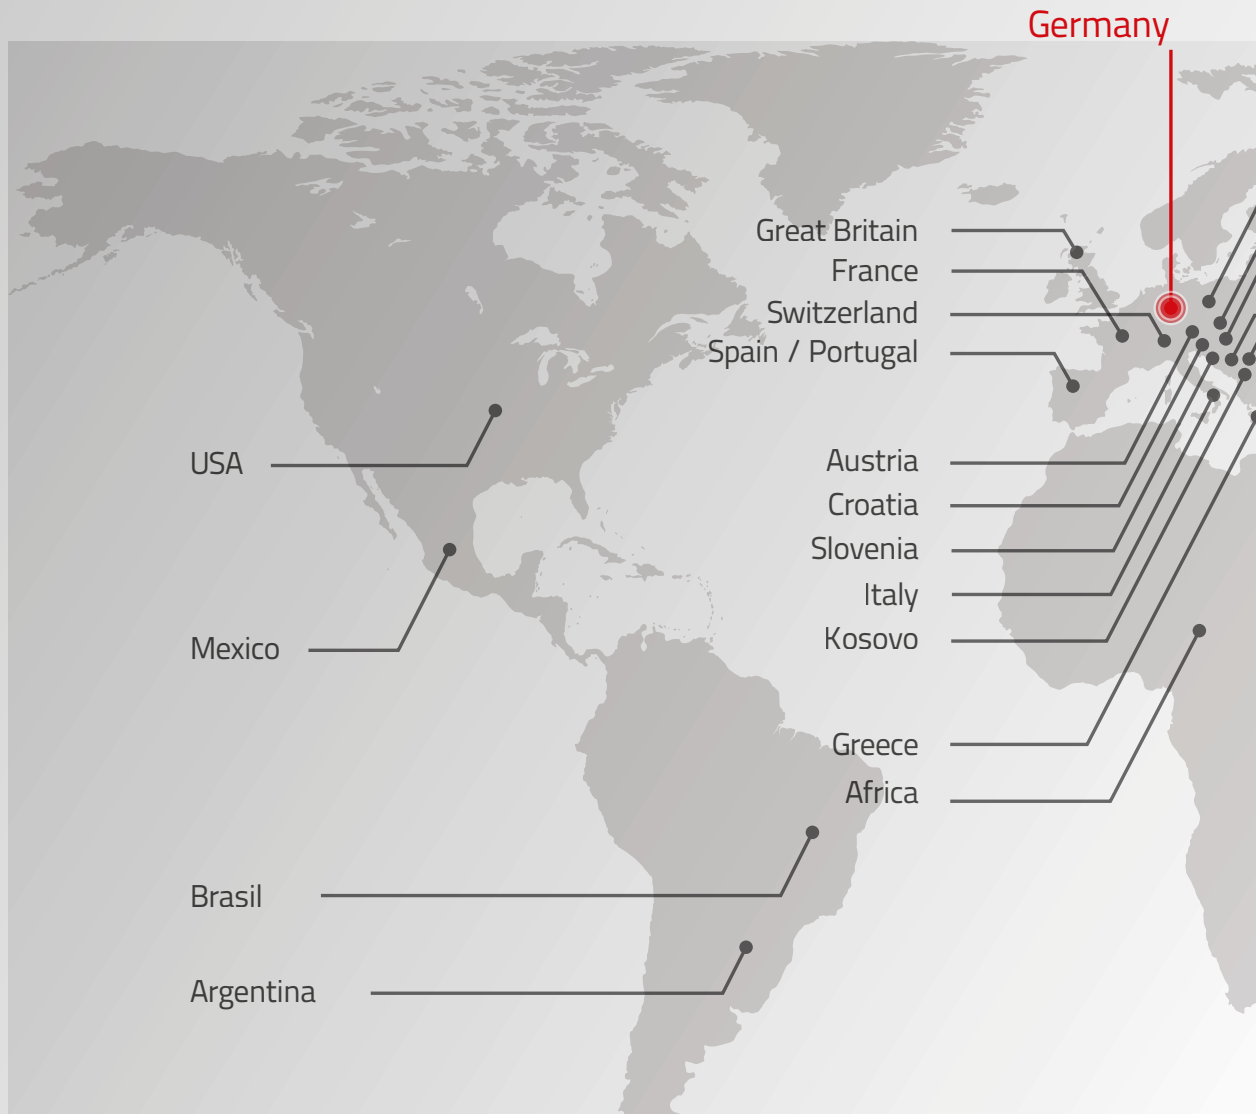 Germany
Great Britain
France
Switzerland
Spain / Portugal
USA
Austria
Croatia
Slovenia
Italy
Kosovo
Mexico
Greece
Africa
Brasil
Argentina